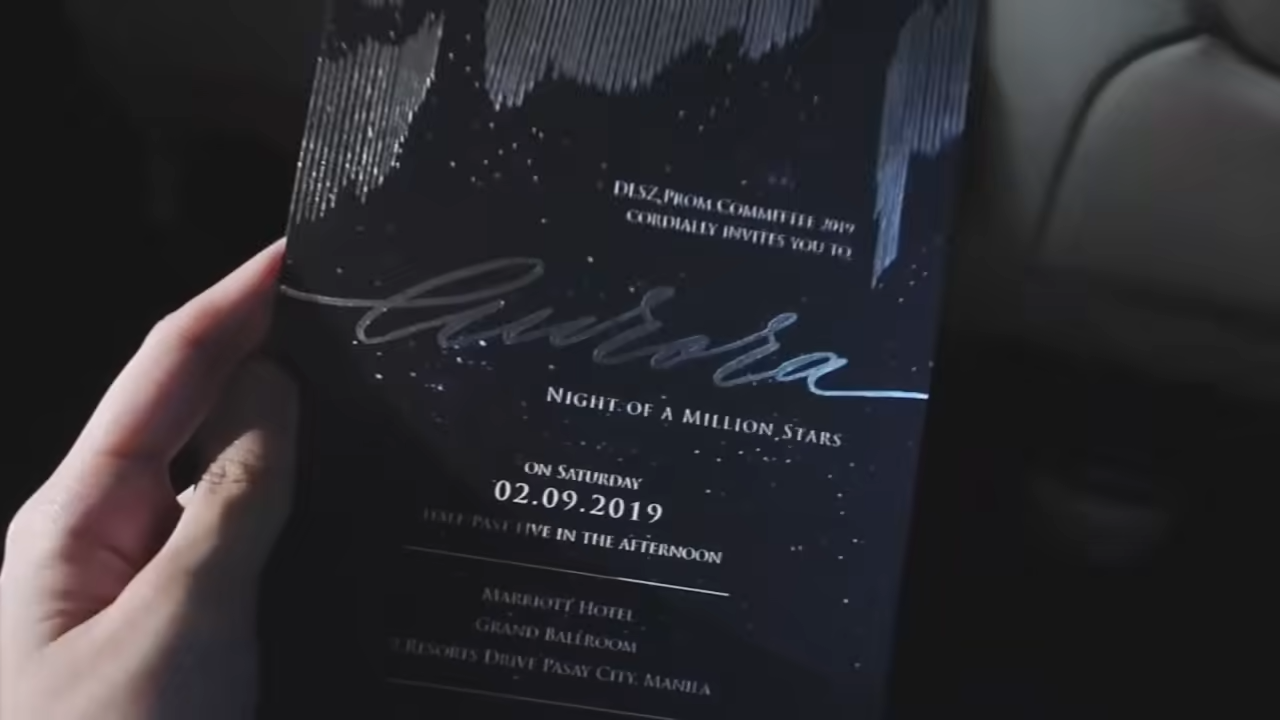 DLSZ PROM COMMITTEE 2019
CORDIALLY INVITES YOU TO
Aurora
NIGHT OF A MILLION STARS
ON SATURDAY
02.09.2019
HALF PAST FIVE IN THE AFTERNOON
MARRIOTT HOTEL
GRAND BALLROOM
RESORTS DRIVE PASAY CITY, MANILA